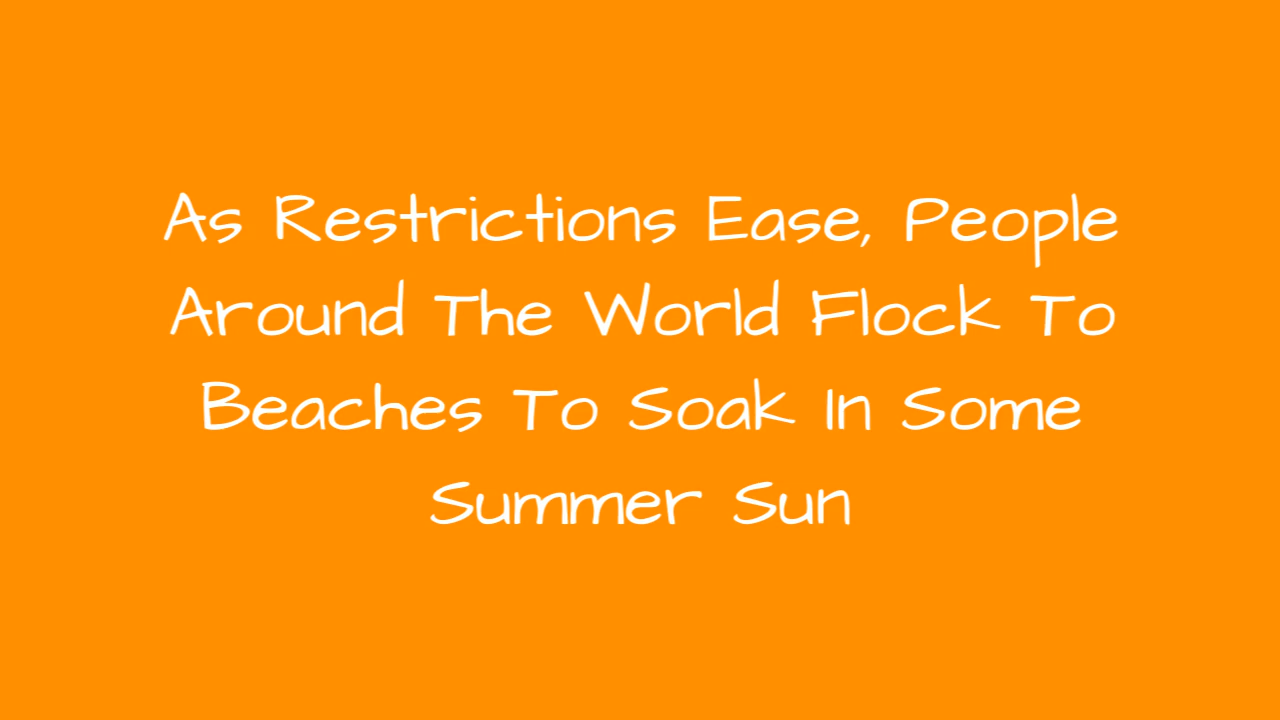 As Restrictions Ease, People
Around The World Flock To
Beaches To Soak In Some
Summer Sun